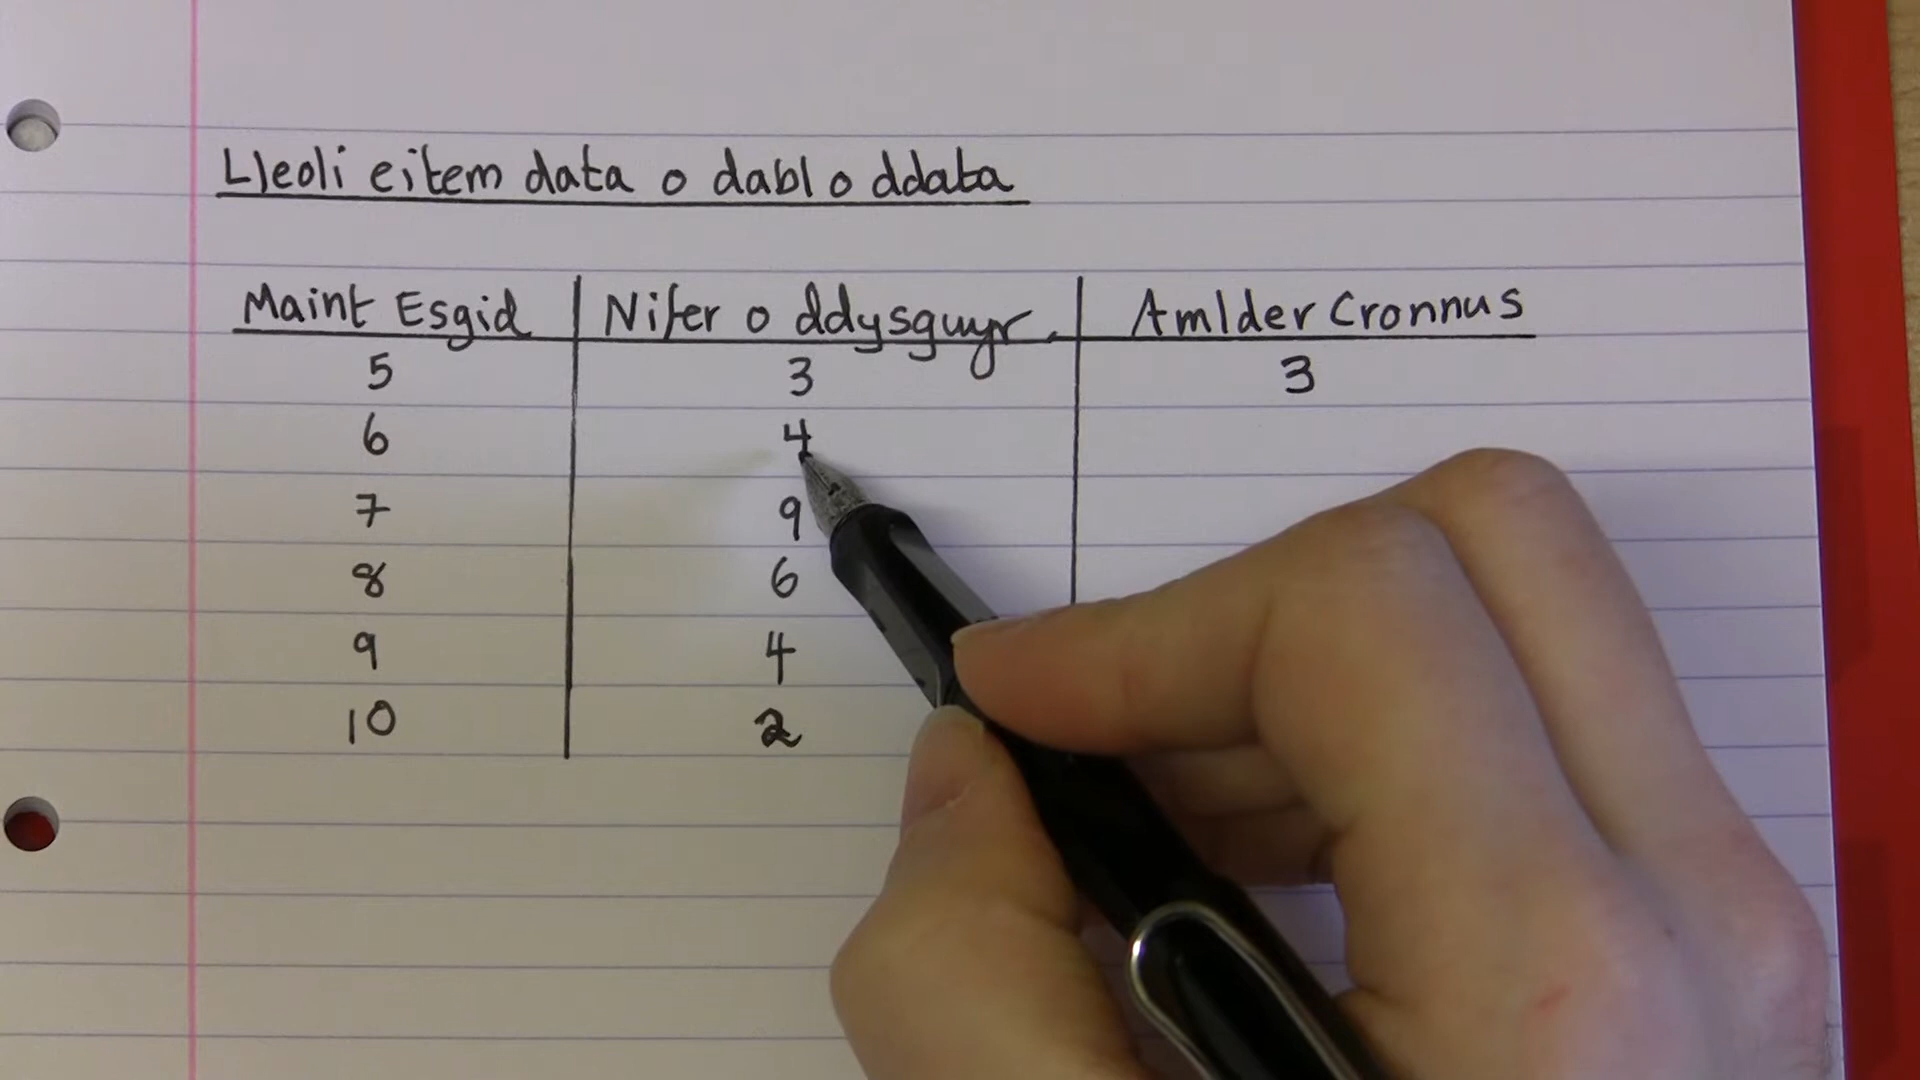 Lleoli eitem data o dabl o ddata
Maint Esgid Nifer o ddysgwyr. Amlder Cronnus
5 3 3
6 4
7 9
8 6
9 4
10 2